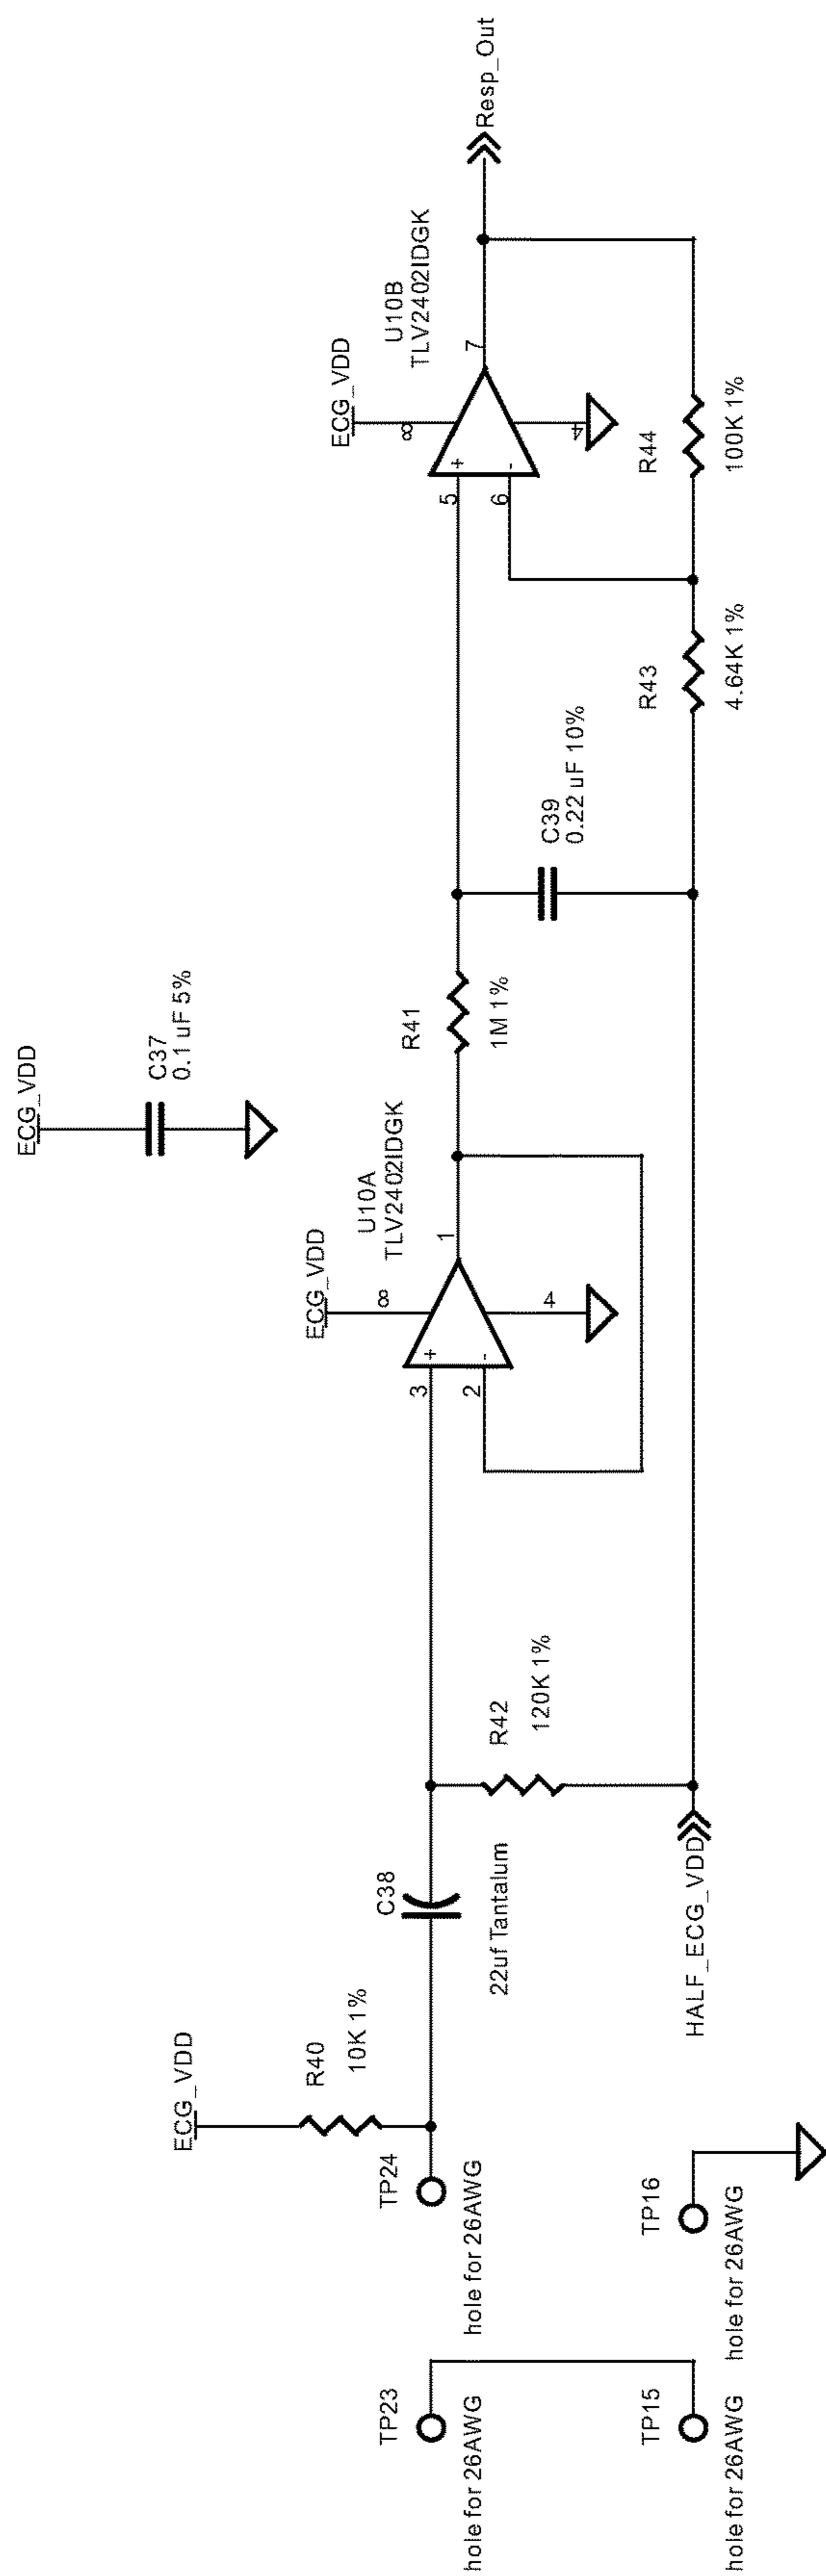 ECG_VDD
C37
0.1 uF 5%
ECG_VDD
U10B
TLV2402IDGK
8
5
+
6
-
7
4
Resp_Out
ECG_VDD
U10A
TLV2402IDGK
8
3
+
2
-
1
4
R41
1M 1%
C39
0.22 uF 10%
R44
100K 1%
R43
4.64K 1%
ECG_VDD
R40
10K 1%
C38
22uf Tantalum
R42
120K 1%
HALF_ECG_VDD
TP24
hole for 26AWG
TP23
hole for 26AWG
TP16
hole for 26AWG
TP15
hole for 26AWG